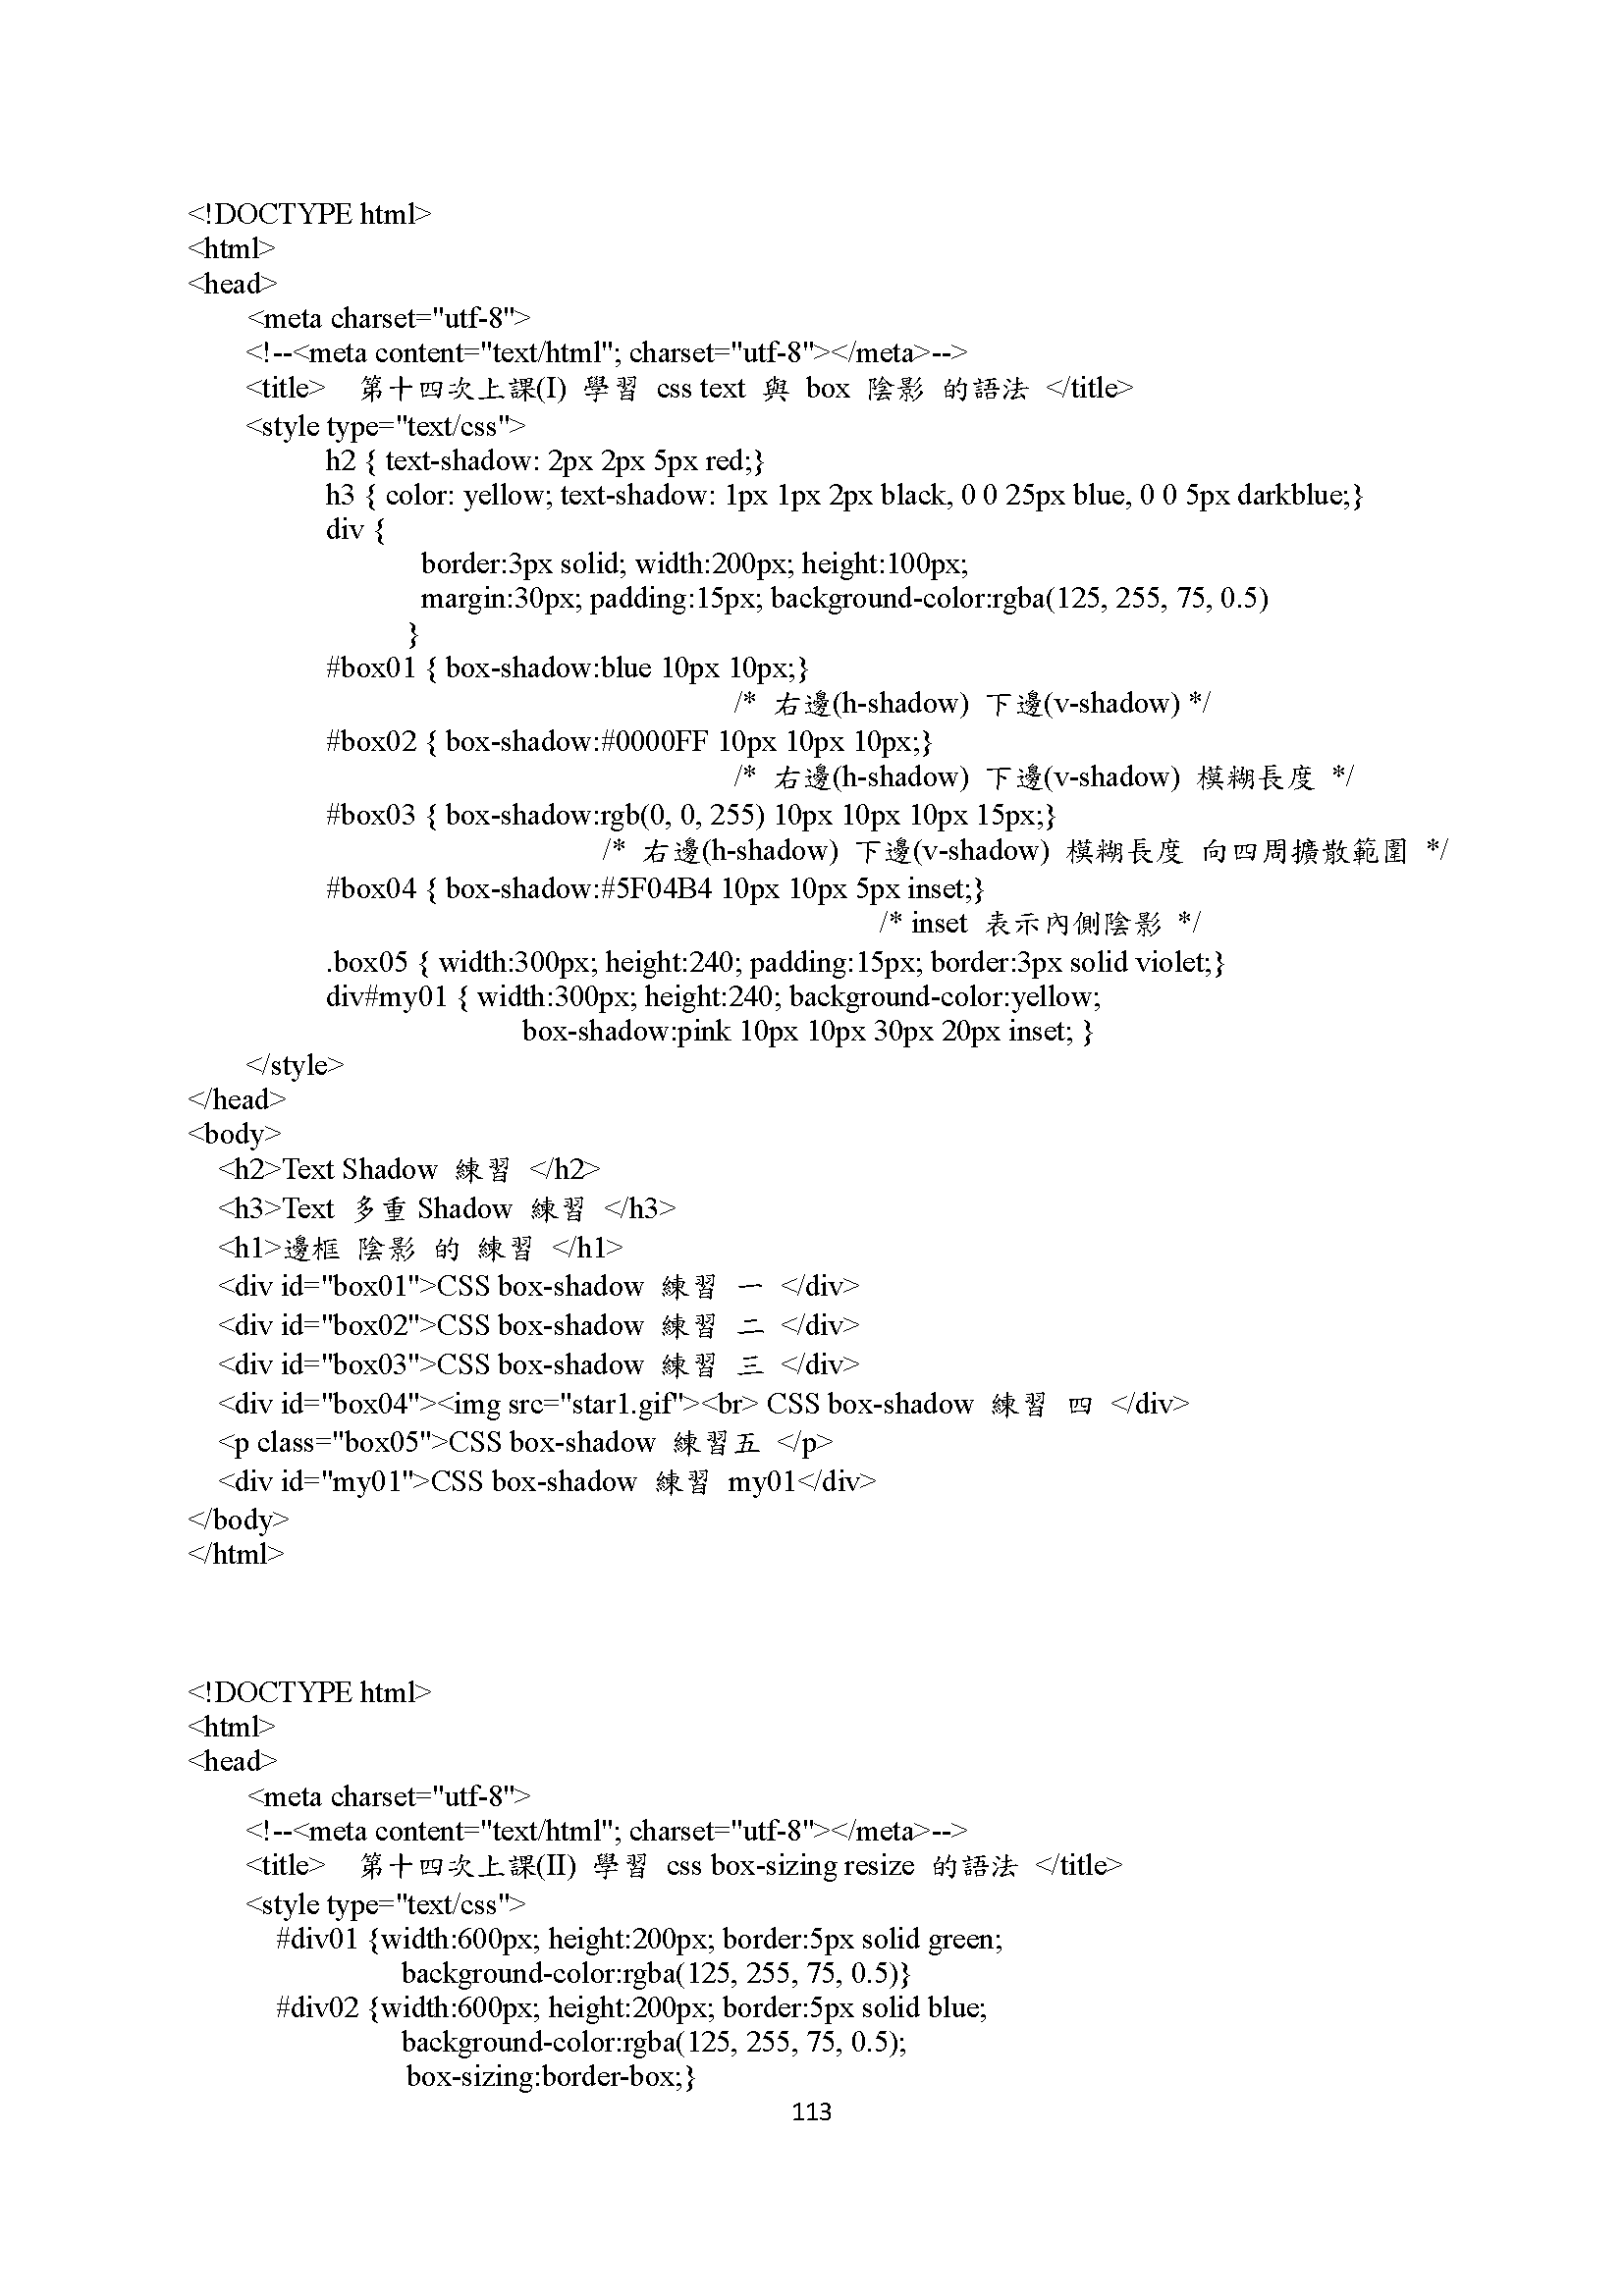 <!DOCTYPE html>
<html>
<head>
<meta charset="utf-8">
<!--<meta content="text/html"; charset="utf-8"></meta>-->
<title> 第十四次上課(I) 學習 css text 與 box 陰影 的語法 </title>
<style type="text/css">
h2 { text-shadow: 2px 2px 5px red;}
h3 { color: yellow; text-shadow: 1px 1px 2px black, 0 0 25px blue, 0 0 5px darkblue;}
div {
border:3px solid; width:200px; height:100px;
margin:30px; padding:15px; background-color:rgba(125, 255, 75, 0.5)
}
#box01 { box-shadow:blue 10px 10px;}
/* 右邊(h-shadow) 下邊(v-shadow) */
#box02 { box-shadow:#0000FF 10px 10px 10px;}
/* 右邊(h-shadow) 下邊(v-shadow) 模糊長度 */
#box03 { box-shadow:rgb(0, 0, 255) 10px 10px 10px 15px;}
/* 右邊(h-shadow) 下邊(v-shadow) 模糊長度 向四周擴散範圍 */
#box04 { box-shadow:#5F04B4 10px 10px 5px inset;}
/* inset 表示內側陰影 */
.box05 { width:300px; height:240; padding:15px; border:3px solid violet;}
div#my01 { width:300px; height:240; background-color:yellow;
box-shadow:pink 10px 10px 30px 20px inset; }
</style>
</head>
<body>
<h2>Text Shadow 練習 </h2>
<h3>Text 多重 Shadow 練習 </h3>
<h1>邊框 陰影 的 練習 </h1>
<div id="box01">CSS box-shadow 練習 一 </div>
<div id="box02">CSS box-shadow 練習 二 </div>
<div id="box03">CSS box-shadow 練習 三 </div>
<div id="box04"><img src="star1.gif"><br> CSS box-shadow 練習 四 </div>
<p class="box05">CSS box-shadow 練習五 </p>
<div id="my01">CSS box-shadow 練習 my01</div>
</body>
</html>
<!DOCTYPE html>
<html>
<head>
<meta charset="utf-8">
<!--<meta content="text/html"; charset="utf-8"></meta>-->
<title> 第十四次上課(II) 學習 css box-sizing resize 的語法 </title>
<style type="text/css">
#div01 {width:600px; height:200px; border:5px solid green;
background-color:rgba(125, 255, 75, 0.5)}
#div02 {width:600px; height:200px; border:5px solid blue;
background-color:rgba(125, 255, 75, 0.5);
box-sizing:border-box;}
113